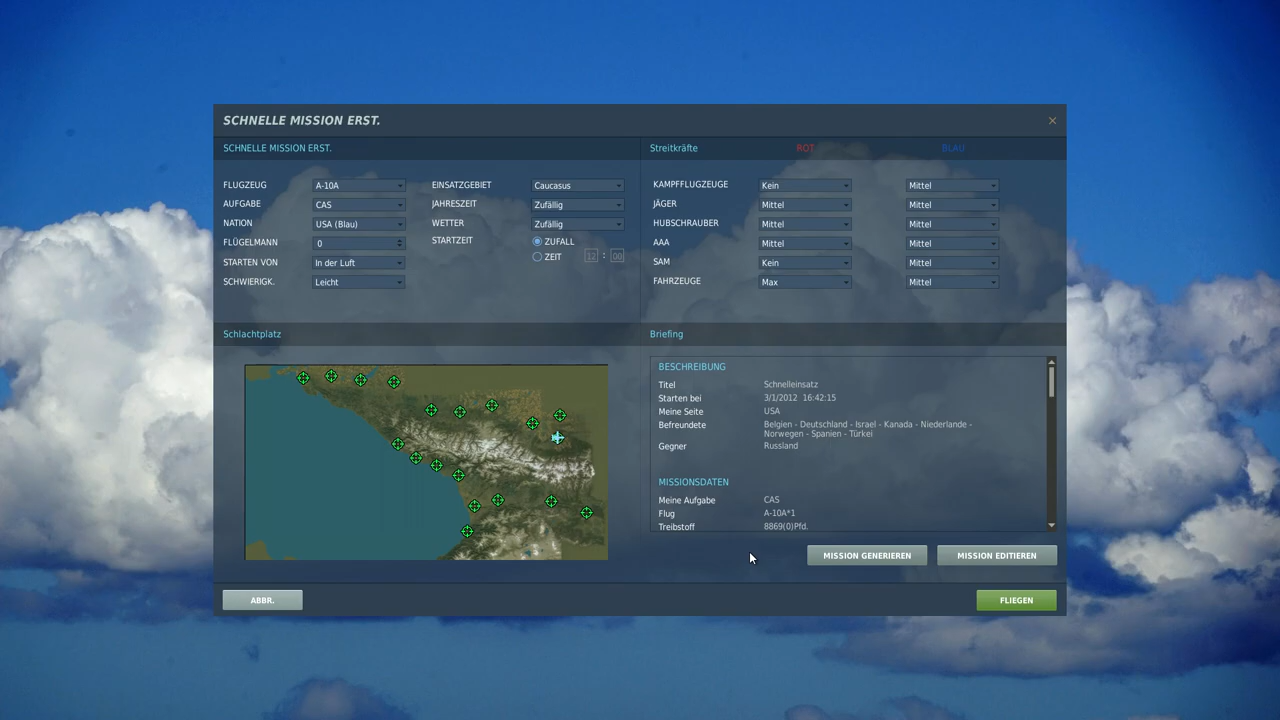 SCHNELLE MISSION ERST.
SCHNELLE MISSION ERST.
FLUGZEUG A-10A
AUFGABE CAS
NATION USA (Blau)
FLÜGELMANN 0
STARTEN VON In der Luft
SCHWIERIGK. Leicht
EINSATZGEBIET Caucasus
JAHRESZEIT Zufällig
WETTER Zufällig
STARTZEIT ZUFALL
ZEIT 12 : 00
Streitkräfte ROT BLAU
KAMPFFLUGZEUGE Kein Mittel
JÄGER Mittel Mittel
HUBSCHRAUBER Mittel Mittel
AAA Mittel Mittel
SAM Kein Mittel
FAHRZEUGE Max Mittel
Schlachtplatz
Briefing
BESCHREIBUNG
Titel Schnelleinsatz
Starten bei 3/1/2012 16:42:15
Meine Seite USA
Befreundete Belgien - Deutschland - Israel - Kanada - Niederlande -
Norwegen - Spanien - Türkei
Gegner Russland
MISSIONSDATEN
Meine Aufgabe CAS
Flug A-10A*1
Treibstoff 8869(0)Pfd.
MISSION GENERIEREN MISSION EDITIEREN
ABBR. FLIEGEN